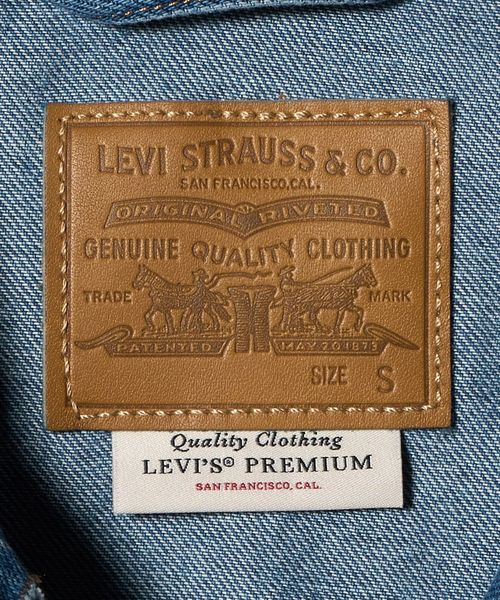 LEVI STRAUSS & CO.
SAN FRANCISCO, CAL.
ORIGINAL RIVETED
GENUINE QUALITY CLOTHING
TRADE MARK
PATENTED MAY 20 1873
SIZE S
Quality Clothing
LEVI'S® PREMIUM
SAN FRANCISCO, CAL.